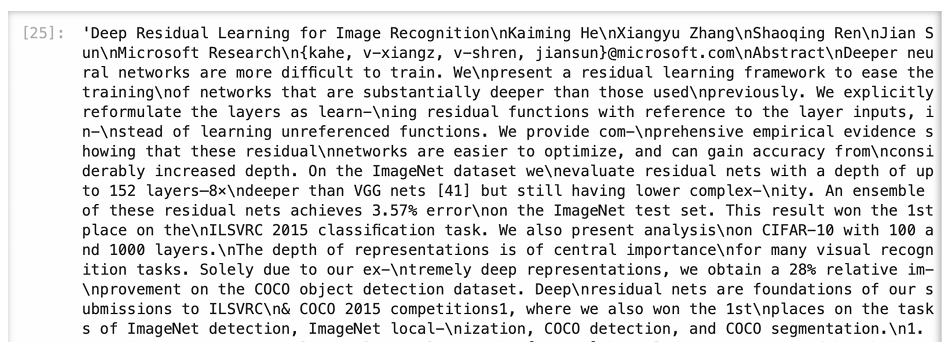 [25]: 'Deep Residual Learning for Image Recognition\nKaiming He\nXiangyu Zhang\nShaoqing Ren\nJian S
un\nMicrosoft Research\n{kahe, v-xiangz, v-shren, jiansun}@microsoft.com\nAbstract\nDeeper neu
ral networks are more difficult to train. We\npresent a residual learning framework to ease the
training\nof networks that are substantially deeper than those used\npreviously. We explicitly
reformulate the layers as learn-\ning residual functions with reference to the layer inputs, i
n-\nstead of learning unreferenced functions. We provide com-\nprehensive empirical evidence s
howing that these residual\nnetworks are easier to optimize, and can gain accuracy from\nconsi
derably increased depth. On the ImageNet dataset we\nevaluate residual nets with a depth of up
to 152 layers—8×\ndeeper than VGG nets [41] but still having lower complex-\nity. An ensemble
of these residual nets achieves 3.57% error\non the ImageNet test set. This result won the 1st
place on the\nILSVRC 2015 classification task. We also present analysis\non CIFAR-10 with 100 a
nd 1000 layers.\nThe depth of representations is of central importance\nfor many visual recogn
ition tasks. Solely due to our ex-\ntremely deep representations, we obtain a 28% relative im-
\nprovement on the COCO object detection dataset. Deep\nresidual nets are foundations of our s
ubmissions to ILSVRC\n& COCO 2015 competitions1, where we also won the 1st\nplaces on the task
s of ImageNet detection, ImageNet local-\nization, COCO detection, and COCO segmentation.\n1.